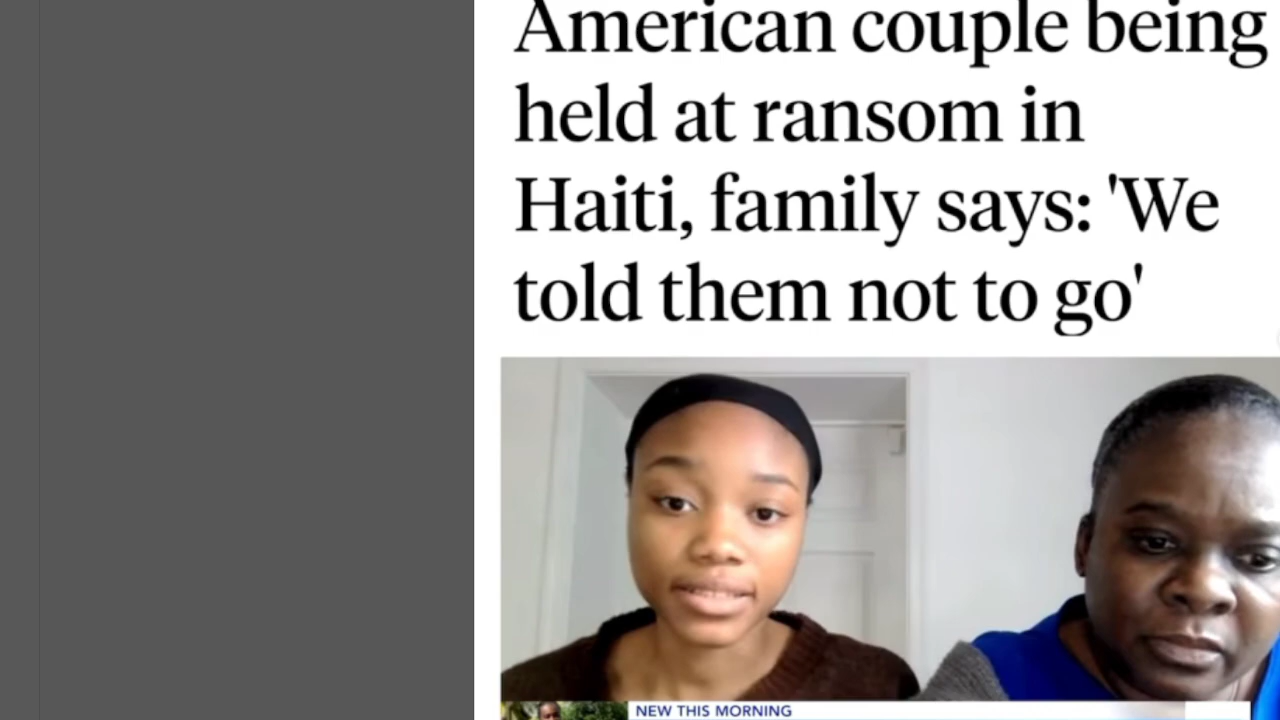 American couple being
held at ransom in
Haiti, family says: 'We
told them not to go'
NEW THIS MORNING